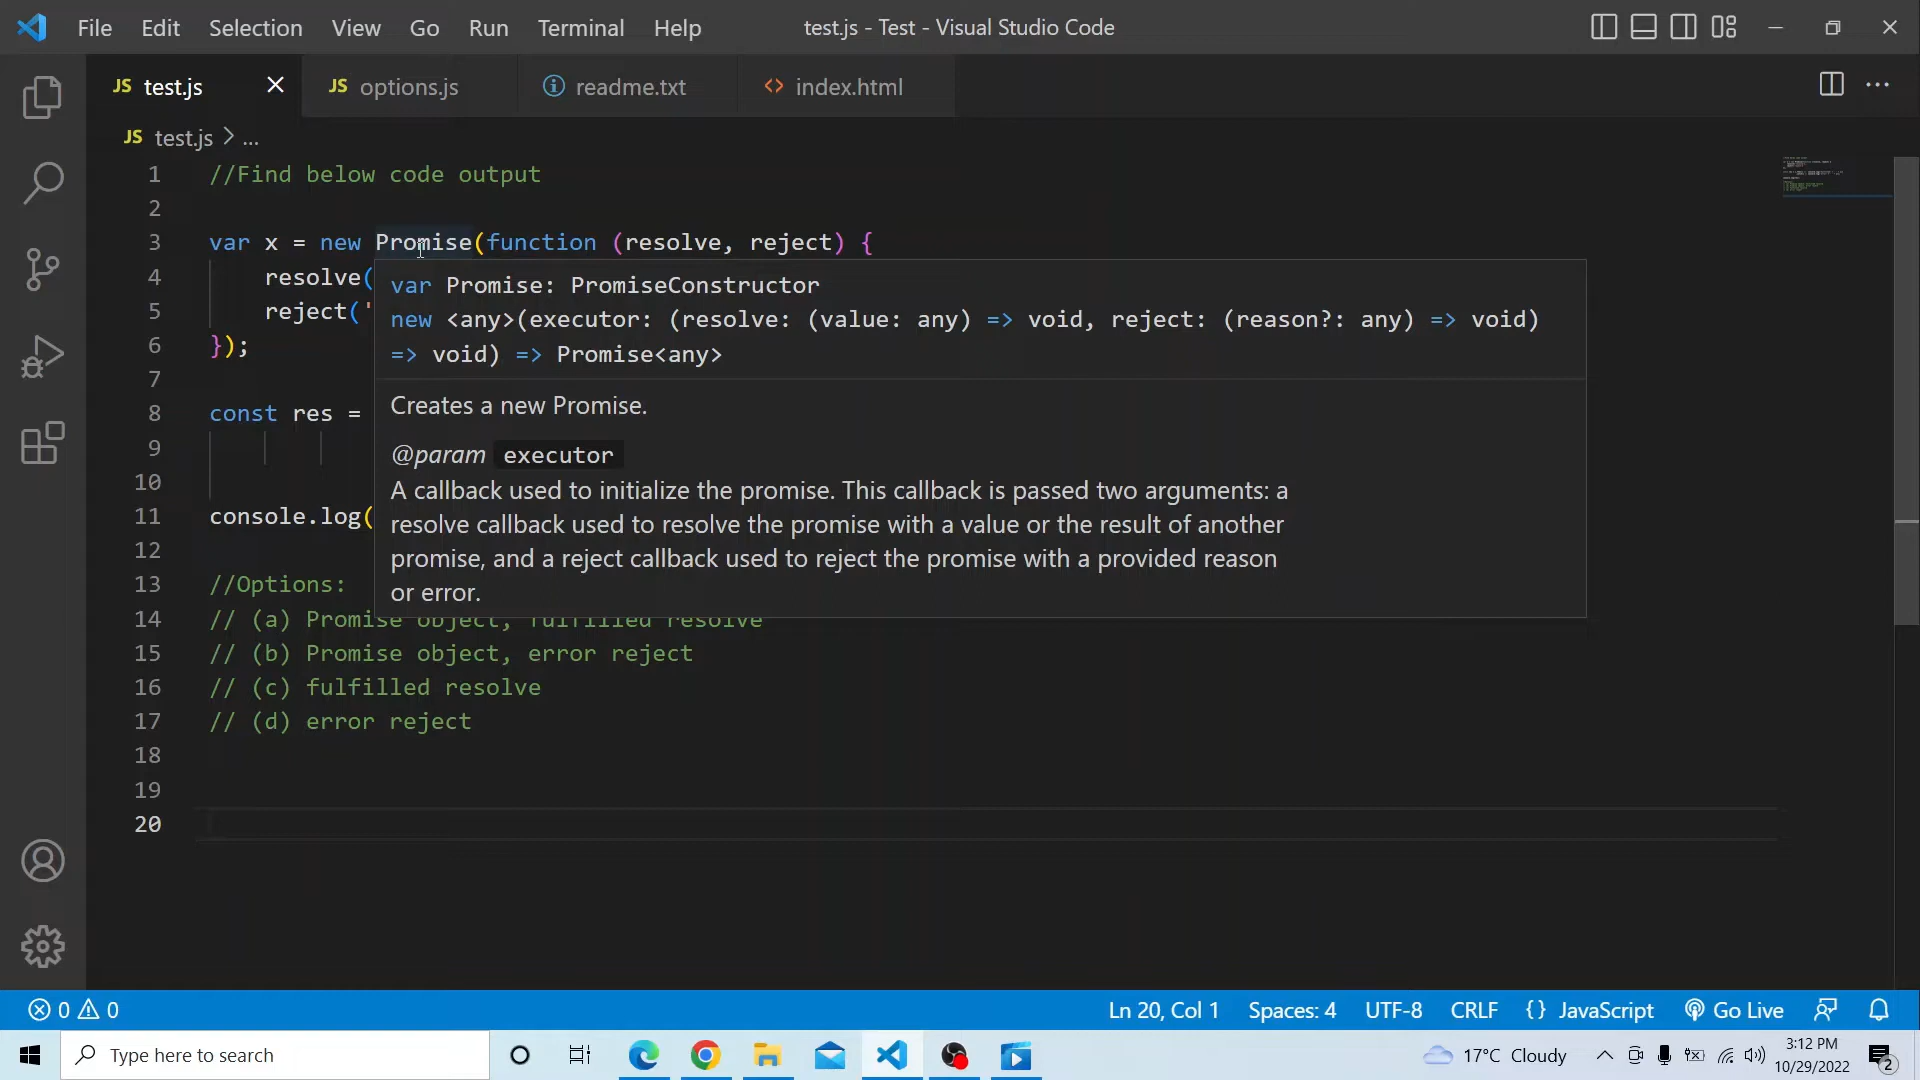 File Edit Selection View Go Run Terminal Help test.js - Test - Visual Studio Code
JS test.js JS options.js readme.txt index.html
JS test.js > ...
1 //Find below code output
2
3 var x = new Promise(function (resolve, reject) {
4 resolve(
5 reject('
6 });
7
8 const res =
9
10
11 console.log(
12
13 //Options:
14 // (a) Promise object, fulfilled resolve
15 // (b) Promise object, error reject
16 // (c) fulfilled resolve
17 // (d) error reject
18
19
20
var Promise: PromiseConstructor
new <any>(executor: (resolve: (value: any) => void, reject: (reason?: any) => void)
=> void) => Promise<any>
Creates a new Promise.
@param executor
A callback used to initialize the promise. This callback is passed two arguments: a
resolve callback used to resolve the promise with a value or the result of another
promise, and a reject callback used to reject the promise with a provided reason
or error.
0 0 Ln 20, Col 1 Spaces: 4 UTF-8 CRLF {} JavaScript Go Live
Type here to search 17°C Cloudy 3:12 PM
10/29/2022 2